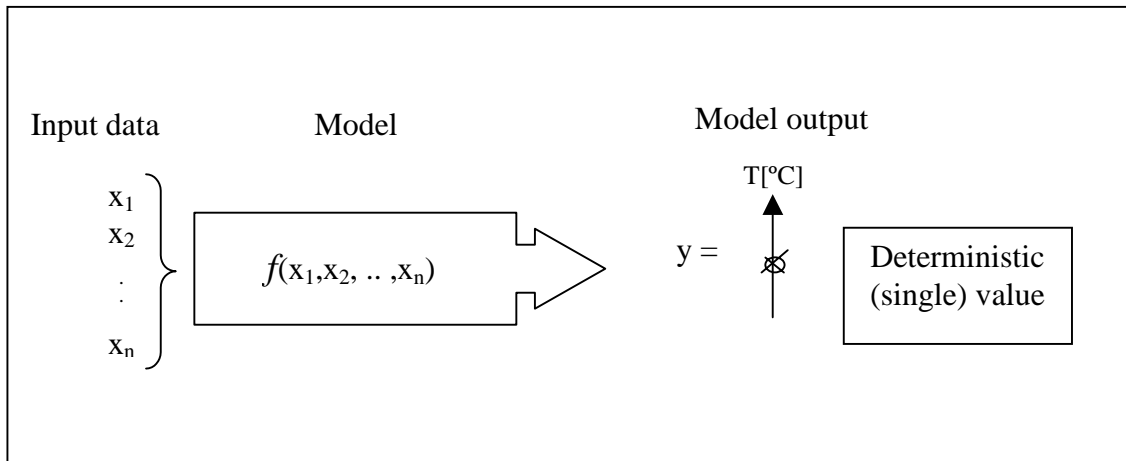 Input data
Model
Model output
x₁
x₂
.
.
xₙ
f(x₁,x₂, .. ,xₙ)
T[ºC]
y =
Deterministic
(single) value